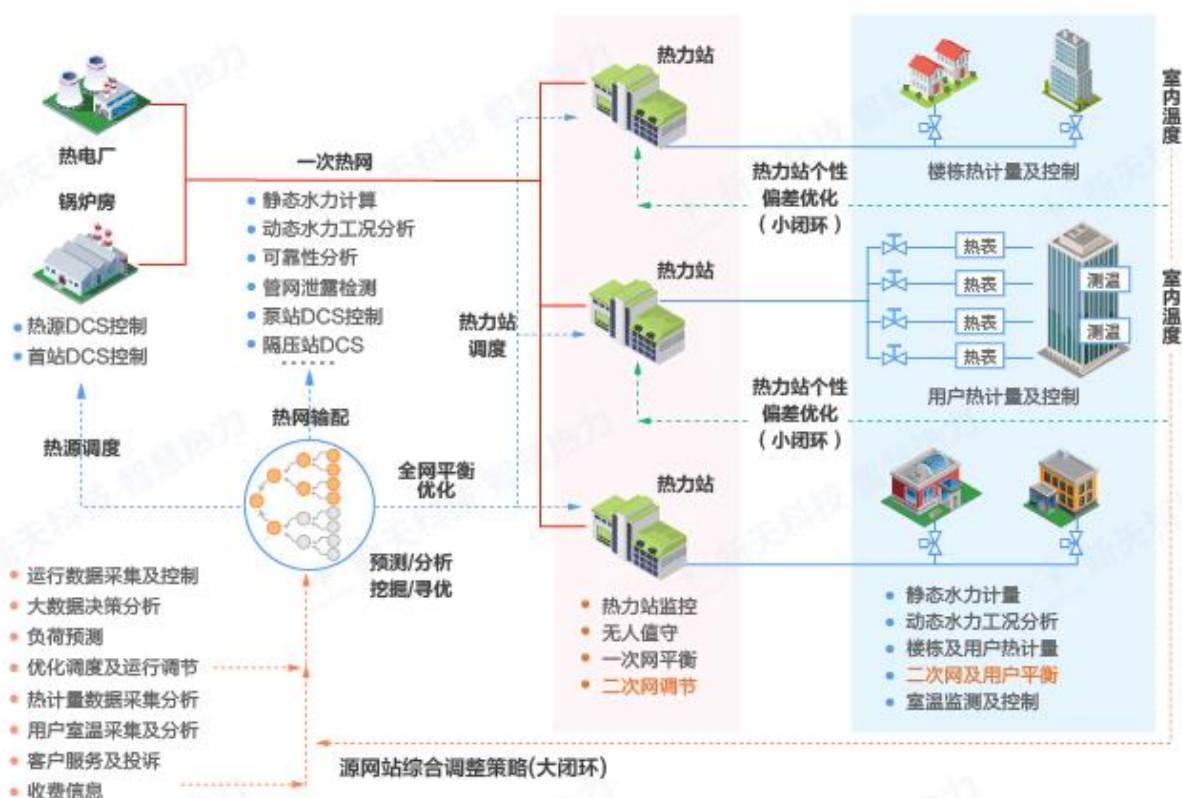 热电厂
锅炉房
热源DCS控制
首站DCS控制
热源调度
一次热网
静态水力计算
动态水力工况分析
可靠性分析
管网泄露检测
泵站DCS控制
隔压站DCS
热网输配
全网平衡
优化
预测/分析
挖掘/寻优
运行数据采集及控制
大数据决策分析
负荷预测
优化调度及运行调节
热计量数据采集分析
用户室温采集及分析
客户服务及投诉
收费信息
源网站综合调整策略(大闭环)
热力站
调度
热力站
热力站个性
偏差优化
(小闭环)
热力站
热力站个性
偏差优化
(小闭环)
热力站
热力站监控
无人值守
一次网平衡
二次网调节
楼栋热计量及控制
热表
热表
热表
热表
测温
测温
用户热计量及控制
静态水力计量
动态水力工况分析
楼栋及用户热计量
二次网及用户平衡
室温监测及控制
室内温度
室内温度
新天科技 智慧热力